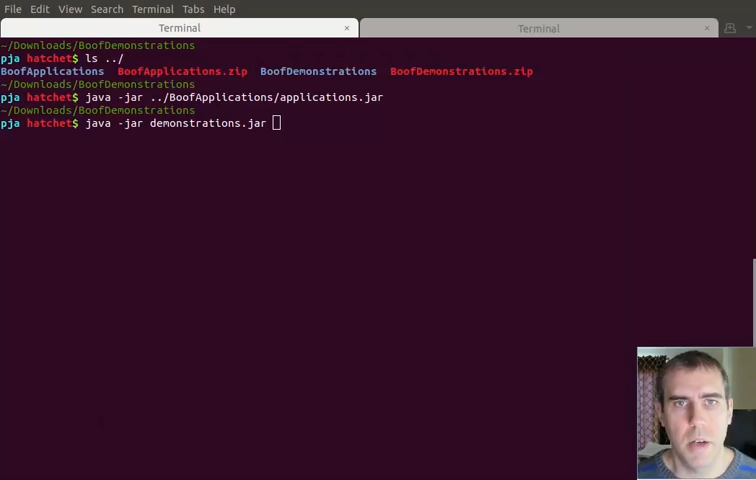 File Edit View Search Terminal Tabs Help
Terminal × Terminal ×
~/Downloads/BoofDemonstrations
pja hatchet$ ls ../
BoofApplications BoofApplications.zip BoofDemonstrations BoofDemonstrations.zip
~/Downloads/BoofDemonstrations
pja hatchet$ java -jar ../BoofApplications/applications.jar
~/Downloads/BoofDemonstrations
pja hatchet$ java -jar demonstrations.jar